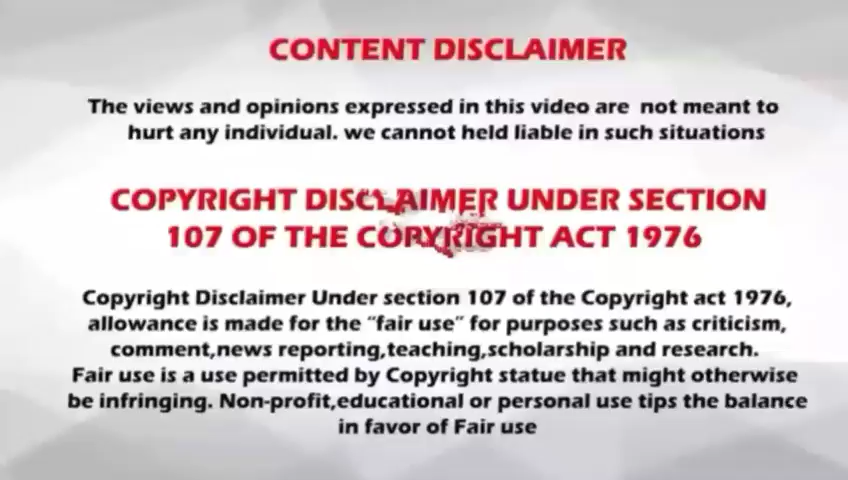 CONTENT DISCLAIMER
The views and opinions expressed in this video are not meant to
hurt any individual. we cannot held liable in such situations
COPYRIGHT DISCLAIMER UNDER SECTION
107 OF THE COPYRIGHT ACT 1976
Copyright Disclaimer Under section 107 of the Copyright act 1976,
allowance is made for the "fair use" for purposes such as criticism,
comment,news reporting,teaching,scholarship and research.
Fair use is a use permitted by Copyright statue that might otherwise
be infringing. Non-profit,educational or personal use tips the balance
in favor of Fair use